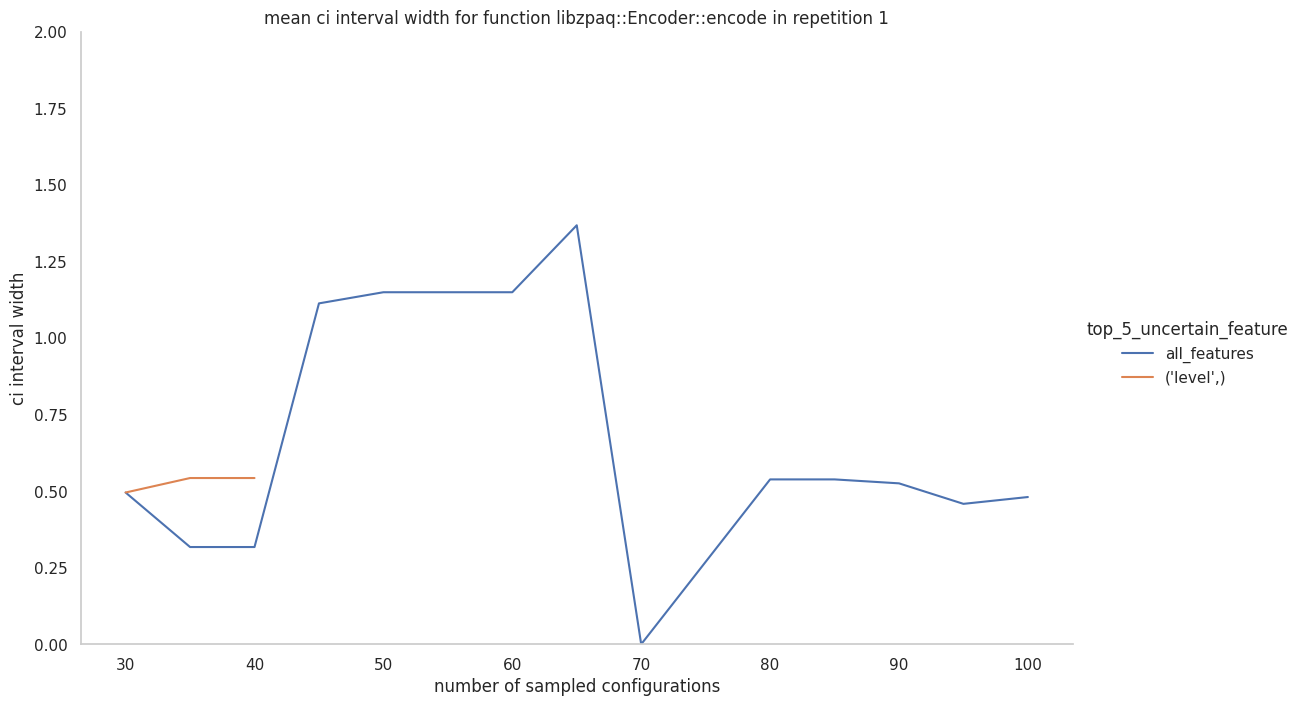 mean ci interval width for function libzpaq::Encoder::encode in repetition 1
2.00
1.75
1.50
1.25
1.00
0.75
0.50
0.25
0.00
ci interval width
30 40 50 60 70 80 90 100
number of sampled configurations
top_5_uncertain_feature
all_features
('level',)